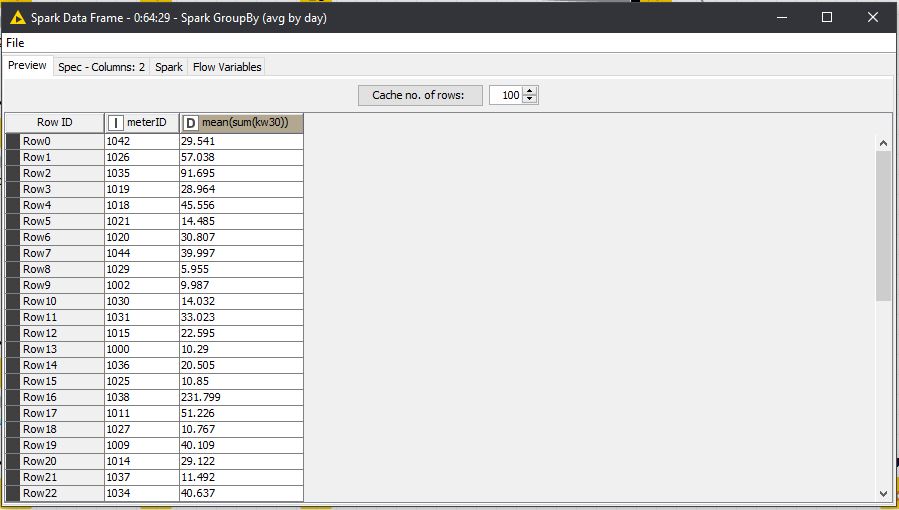 Spark Data Frame - 0:64:29 - Spark GroupBy (avg by day)
File
Preview Spec - Columns: 2 Spark Flow Variables
Cache no. of rows: 100
Row ID I meterID D mean(sum(kw30))
Row0 1042 29.541
Row1 1026 57.038
Row2 1035 91.695
Row3 1019 28.964
Row4 1018 45.556
Row5 1021 14.485
Row6 1020 30.807
Row7 1044 39.997
Row8 1029 5.955
Row9 1002 9.987
Row10 1030 14.032
Row11 1031 33.023
Row12 1015 22.595
Row13 1000 10.29
Row14 1036 20.505
Row15 1025 10.85
Row16 1038 231.799
Row17 1011 51.226
Row18 1027 10.767
Row19 1009 40.109
Row20 1014 29.122
Row21 1037 11.492
Row22 1034 40.637